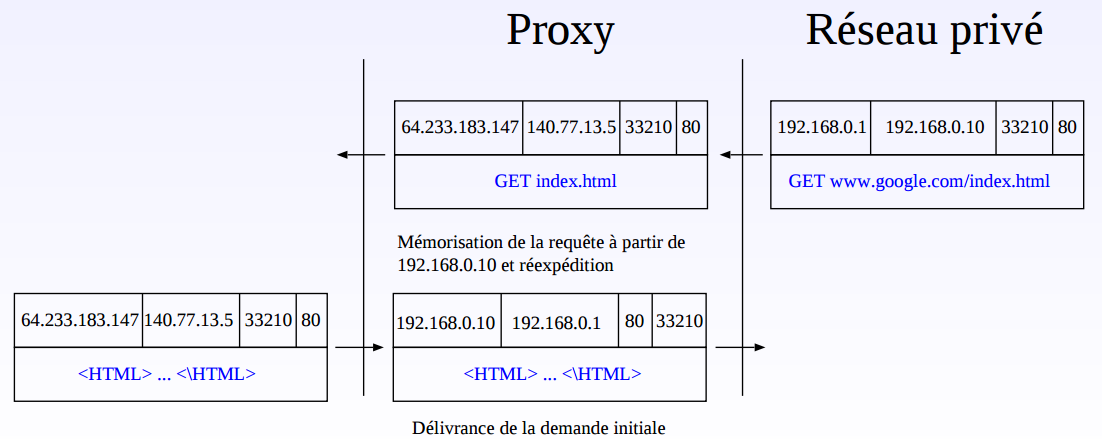 Proxy
Réseau privé
64.233.183.147 140.77.13.5 33210 80
GET index.html
192.168.0.1 192.168.0.10 33210 80
GET www.google.com/index.html
Mémorisation de la requête à partir de
192.168.0.10 et réexpédition
64.233.183.147 140.77.13.5 33210 80
<HTML> ... <\HTML>
192.168.0.10 192.168.0.1 80 33210
<HTML> ... <\HTML>
Délivrance de la demande initiale